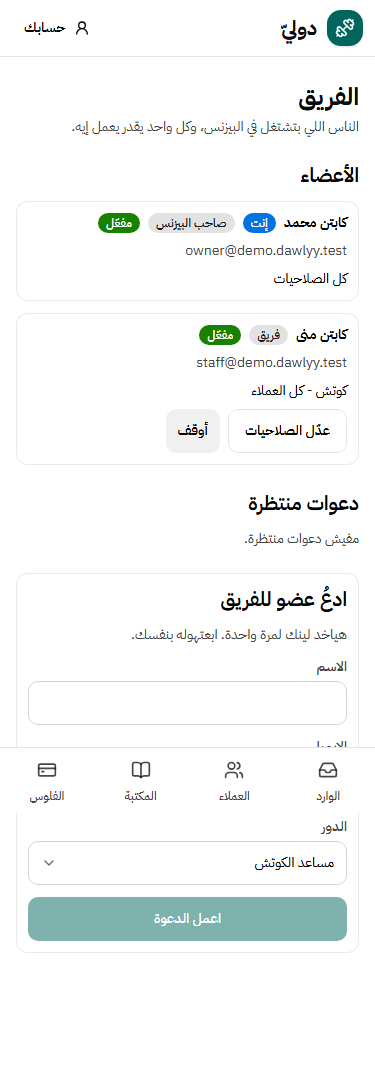 دوليّ
حسابك
الفريق
الناس اللي بتشتغل في البيزنس، وكل واحد يقدر يعمل إيه.
الأعضاء
كابتن محمد إنت صاحب البيزنس مفعّل
owner@demo.dawlyy.test
كل الصلاحيات
كابتن منى فريق مفعّل
staff@demo.dawlyy.test
كوتش - كل العملاء
عدّل الصلاحيات أوقف
دعوات منتظرة
مفيش دعوات منتظرة.
ادعُ عضو للفريق
هياخد لينك لمرة واحدة. ابعتهوله بنفسك.
الاسم
الوارد العملاء المكتبة الفلوس
الدور
مساعد الكوتش
اعمل الدعوة